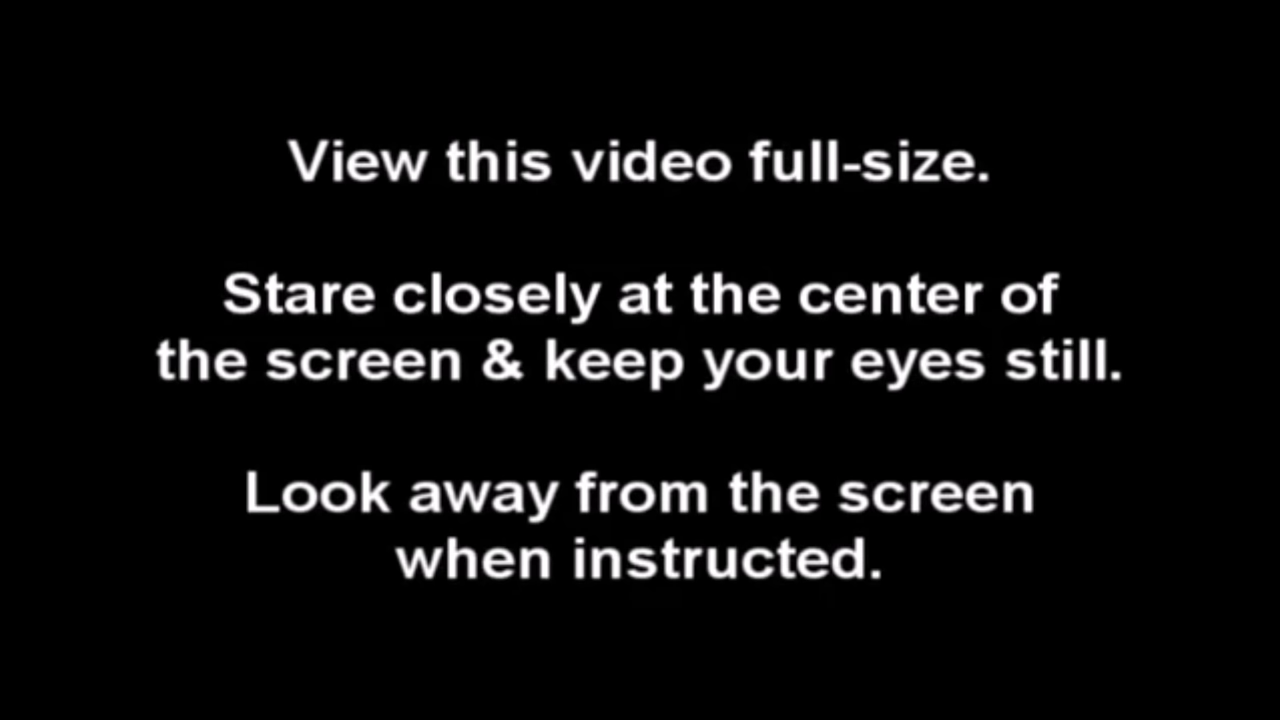 View this video full-size.
Stare closely at the center of
the screen & keep your eyes still.
Look away from the screen
when instructed.